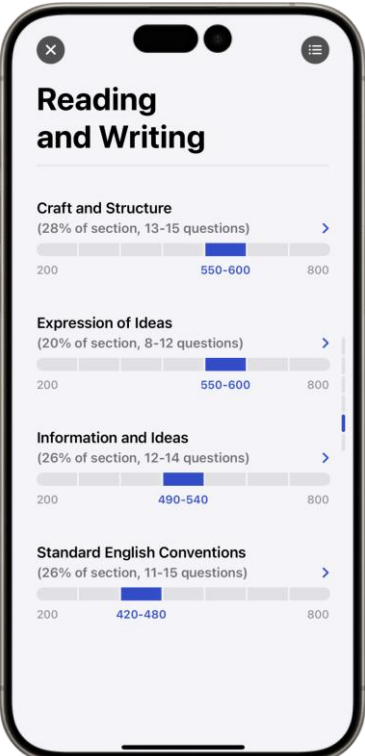 Reading
and Writing
Craft and Structure
(28% of section, 13-15 questions)
200 550-600 800
Expression of Ideas
(20% of section, 8-12 questions)
200 550-600 800
Information and Ideas
(26% of section, 12-14 questions)
200 490-540 800
Standard English Conventions
(26% of section, 11-15 questions)
200 420-480 800